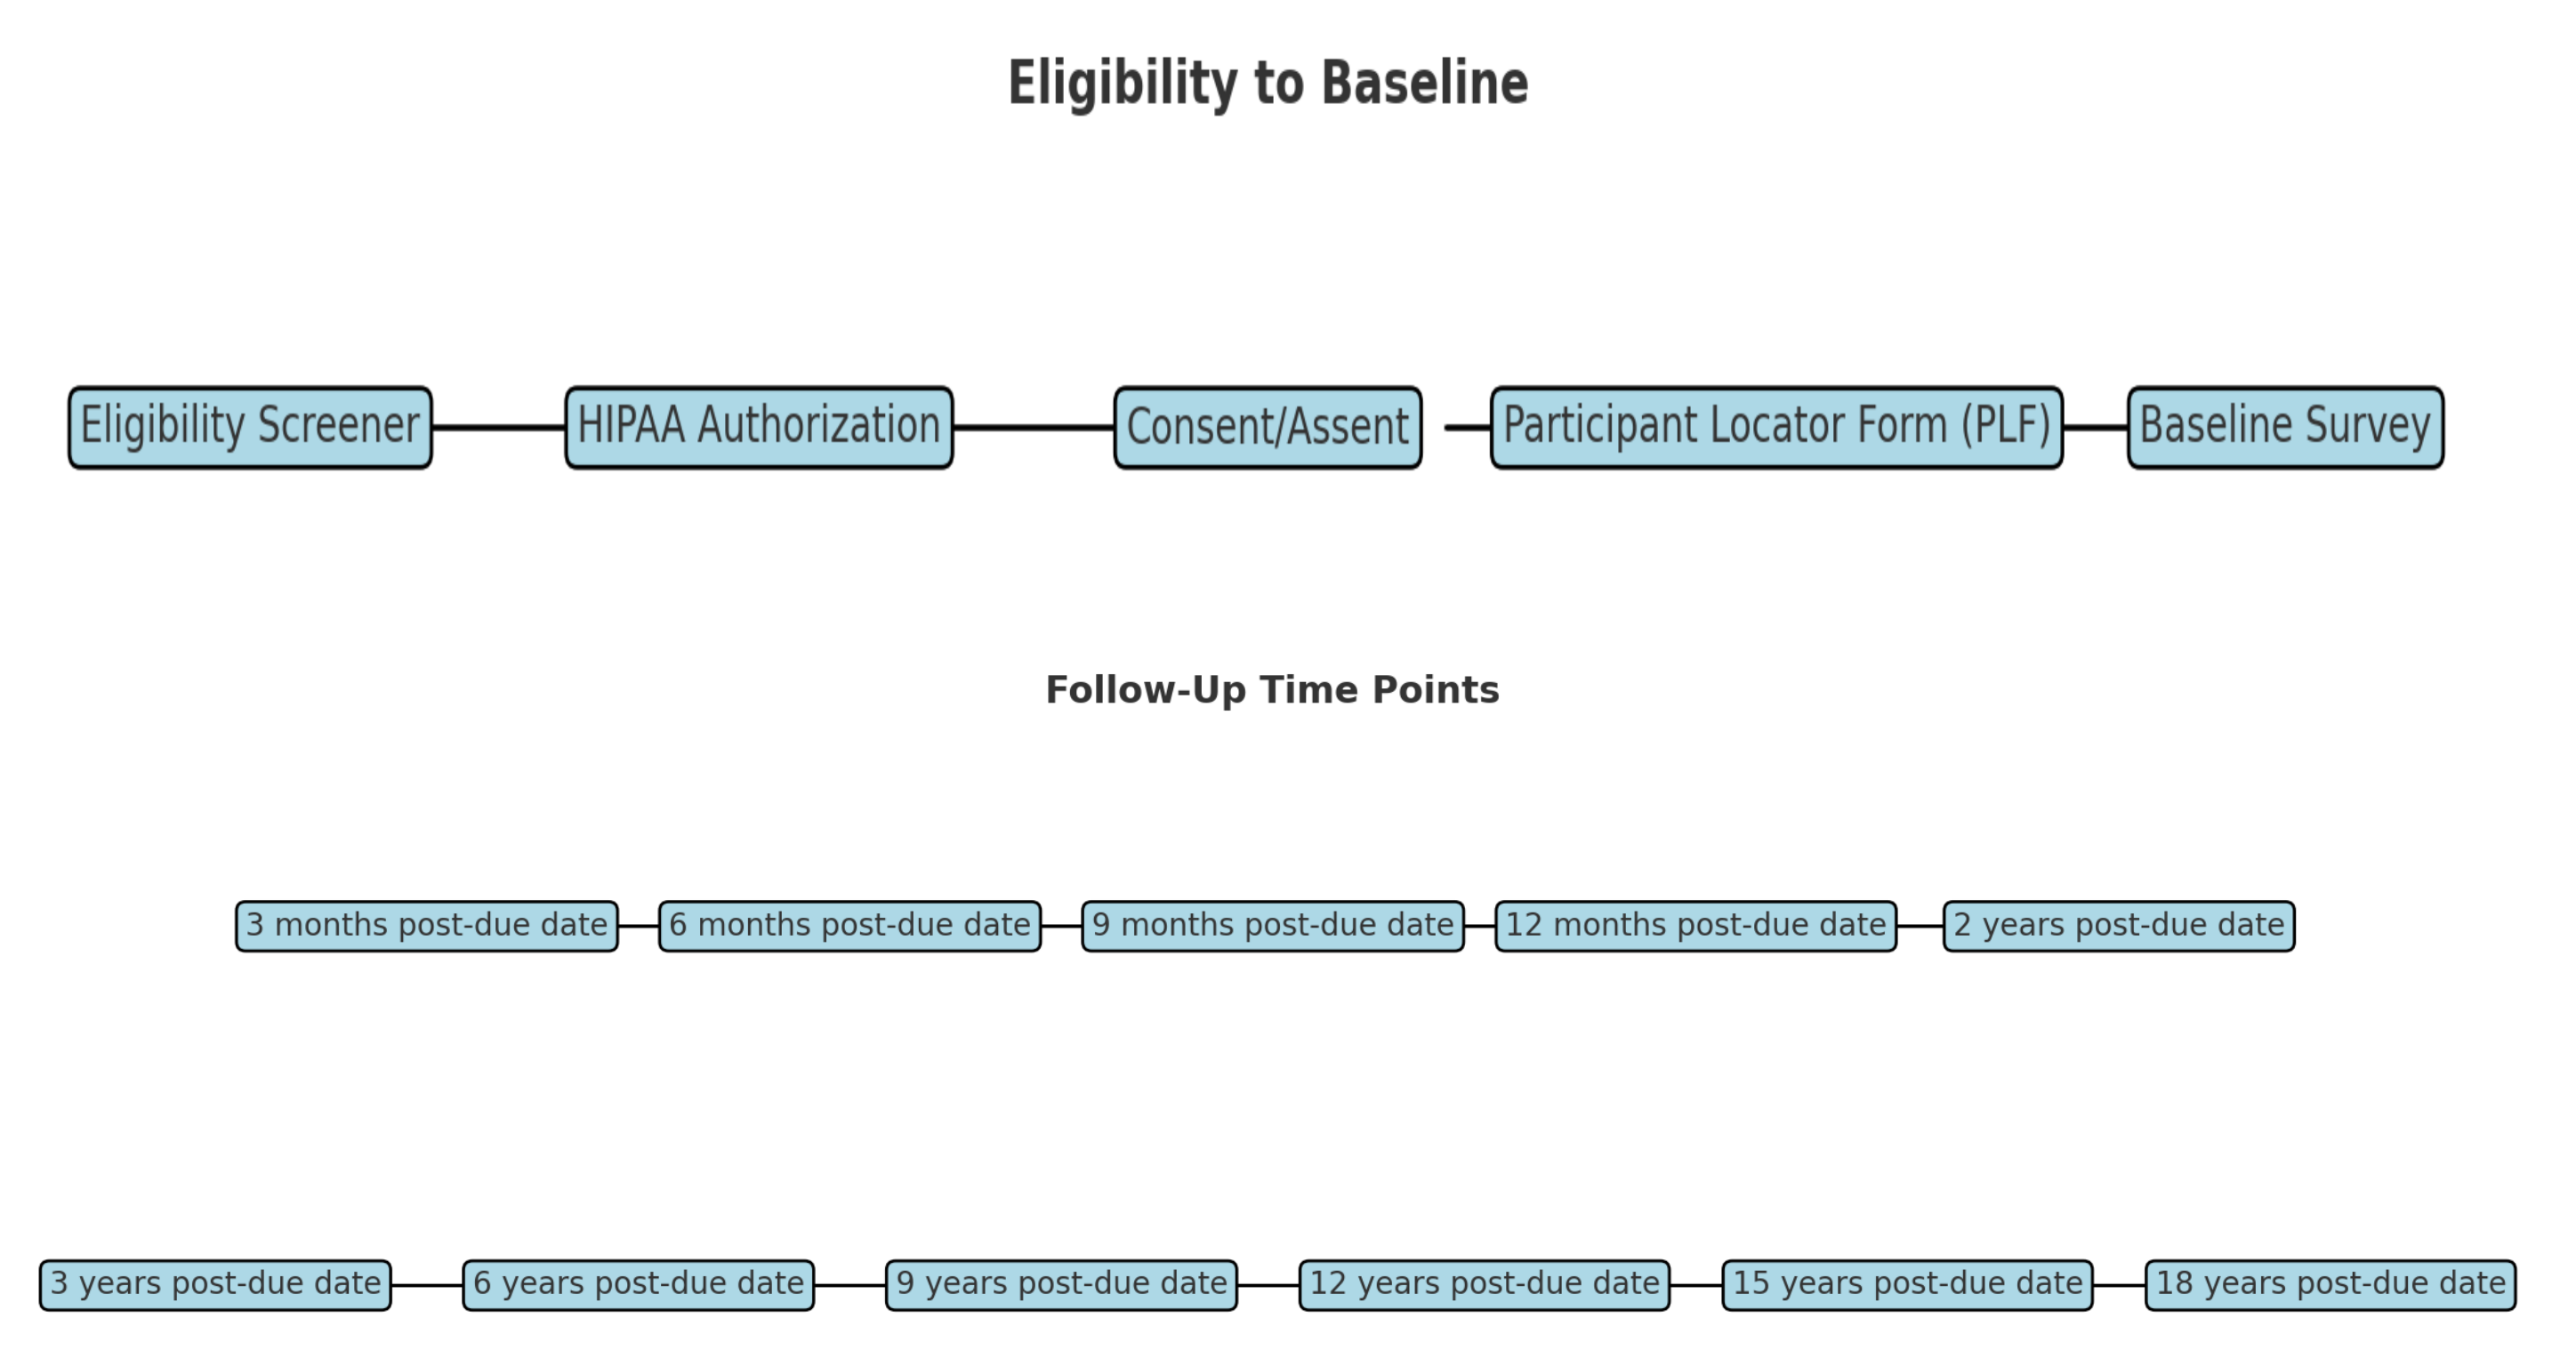 Eligibility to Baseline
Eligibility Screener
HIPAA Authorization
Consent/Assent
Participant Locator Form (PLF)
Baseline Survey
Follow-Up Time Points
3 months post-due date
6 months post-due date
9 months post-due date
12 months post-due date
2 years post-due date
3 years post-due date
6 years post-due date
9 years post-due date
12 years post-due date
15 years post-due date
18 years post-due date